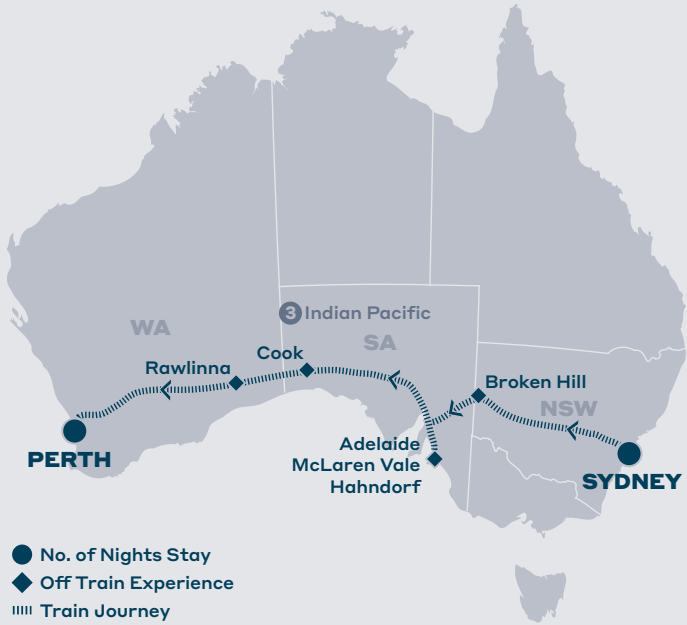 WA
3 Indian Pacific
SA
Cook
Rawlinna
Broken Hill
NSW
PERTH
Adelaide
McLaren Vale
Hahndorf
SYDNEY
No. of Nights Stay
Off Train Experience
Train Journey